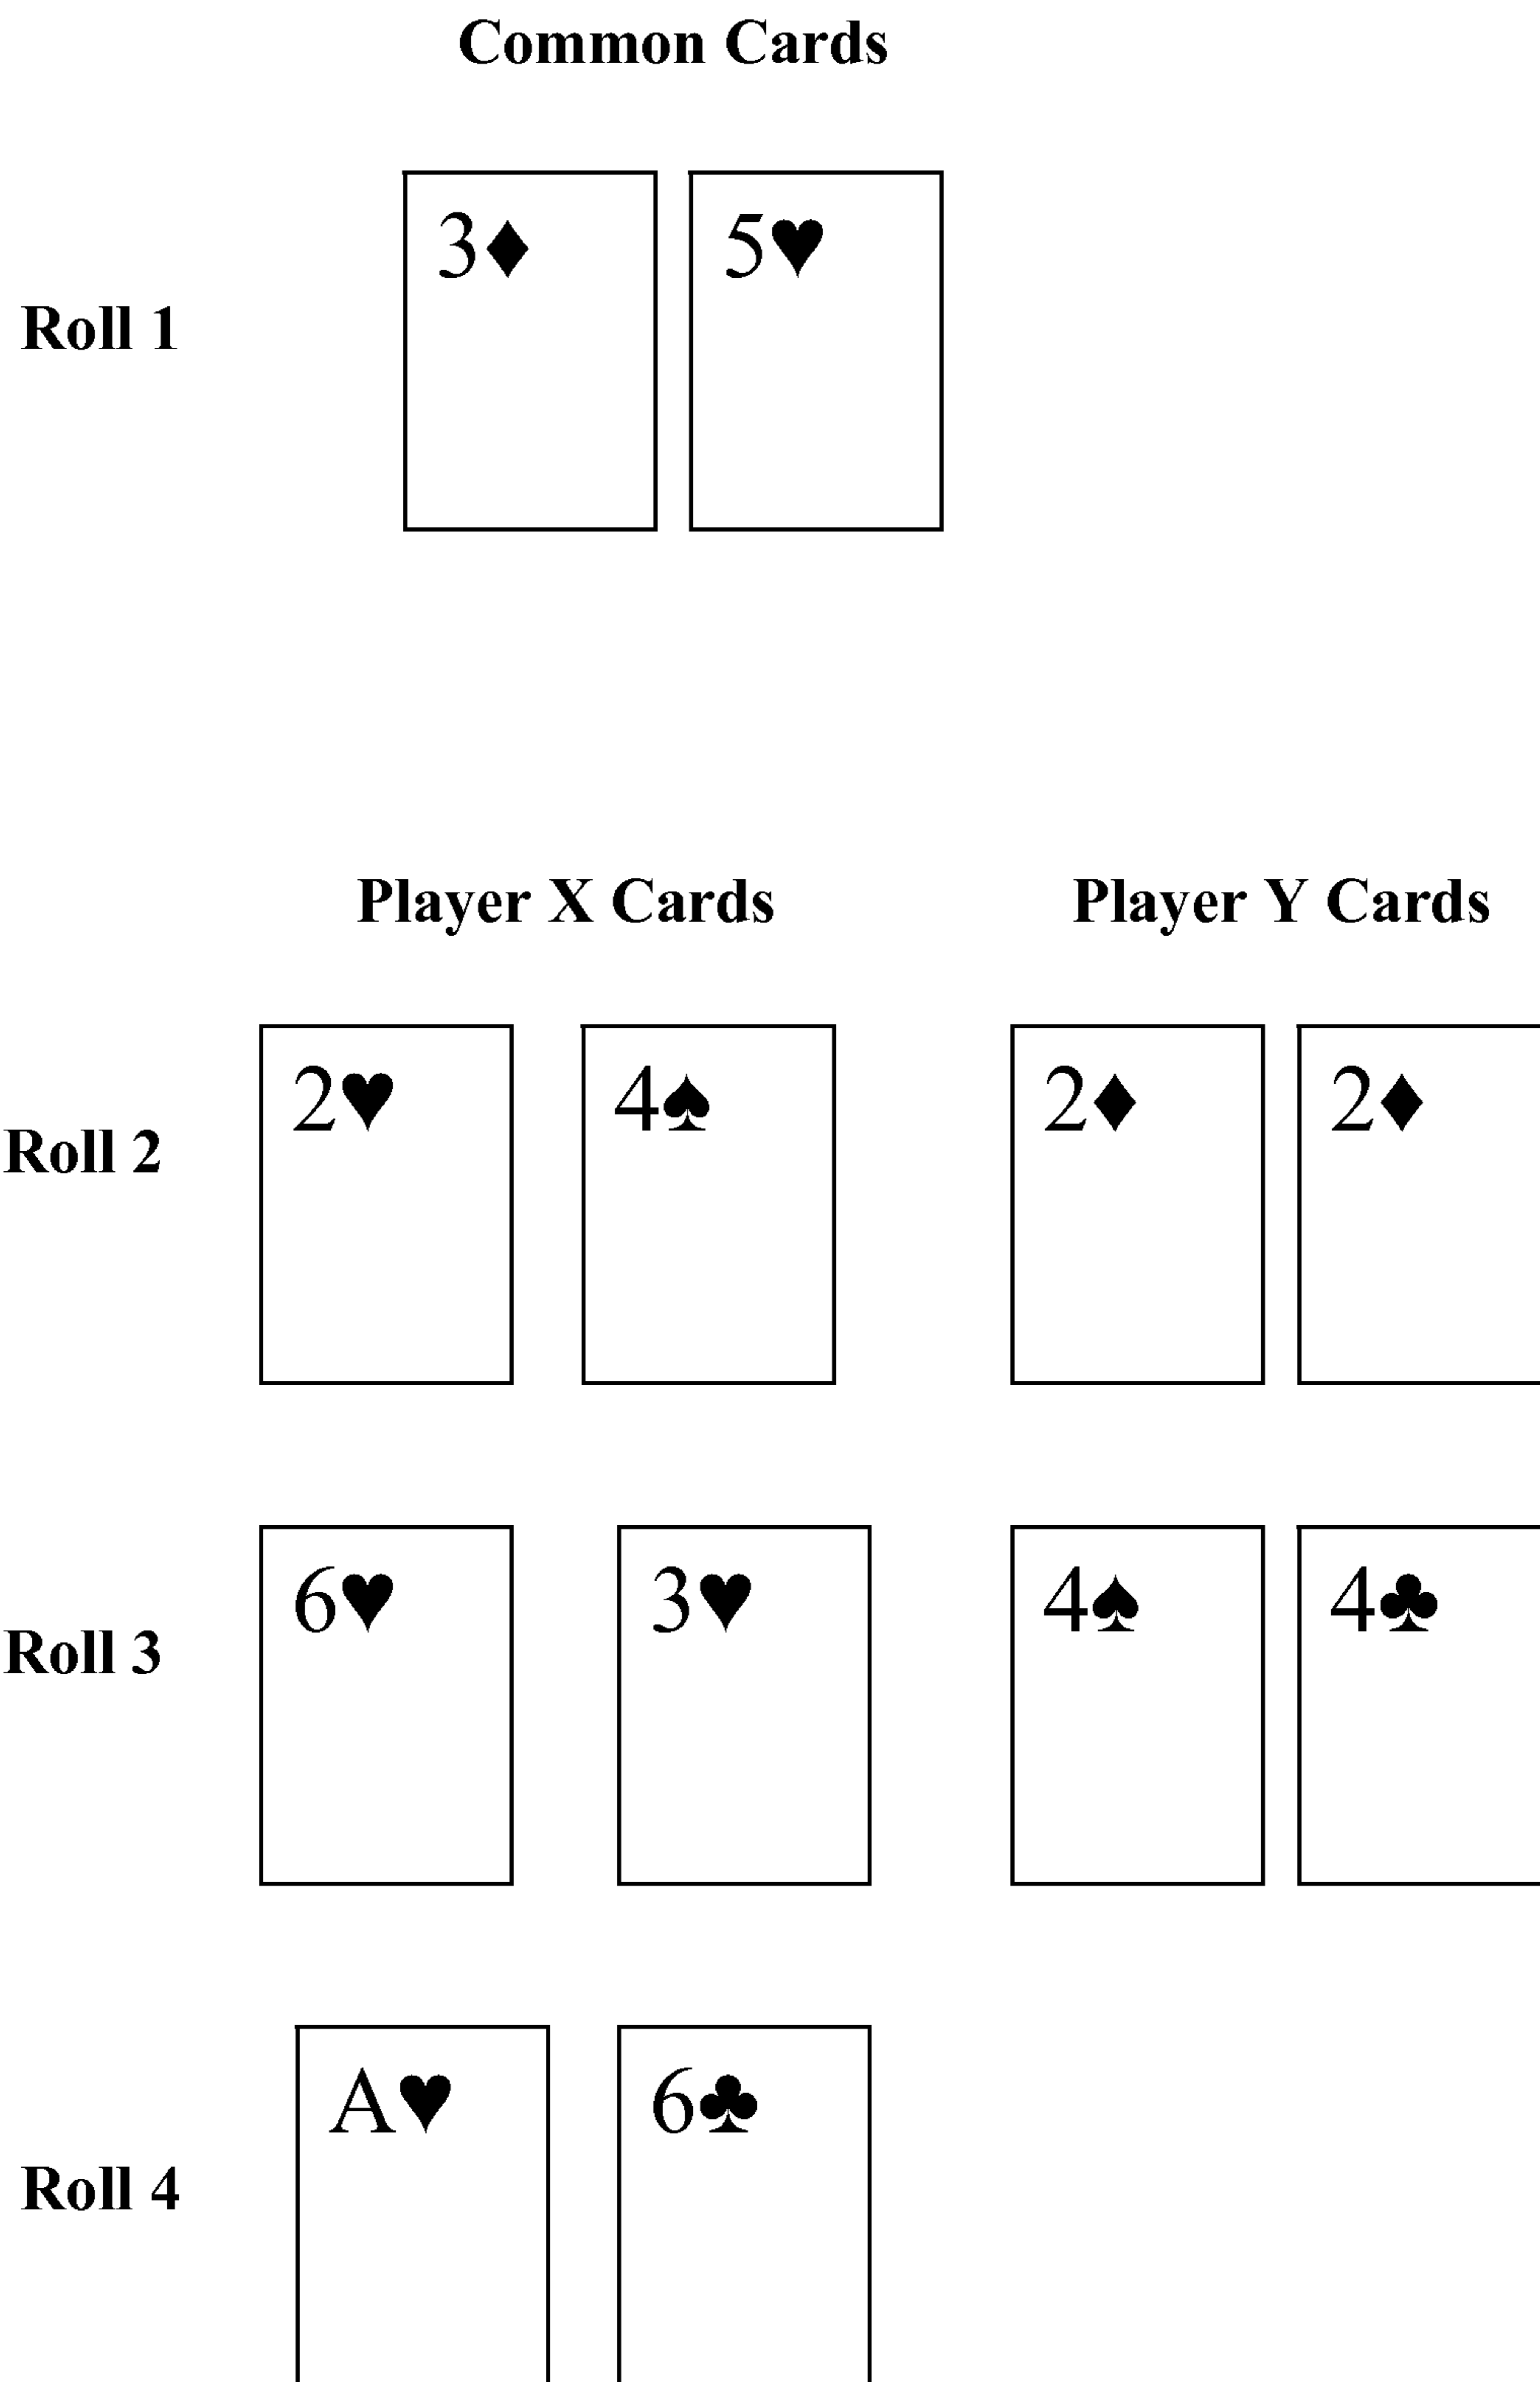 Common Cards
3♦ 5♥
Roll 1
Player X Cards Player Y Cards
2♥ 4♠ 2♦ 2♦
Roll 2
6♥ 3♥ 4♠ 4♣
Roll 3
A♥ 6♣
Roll 4